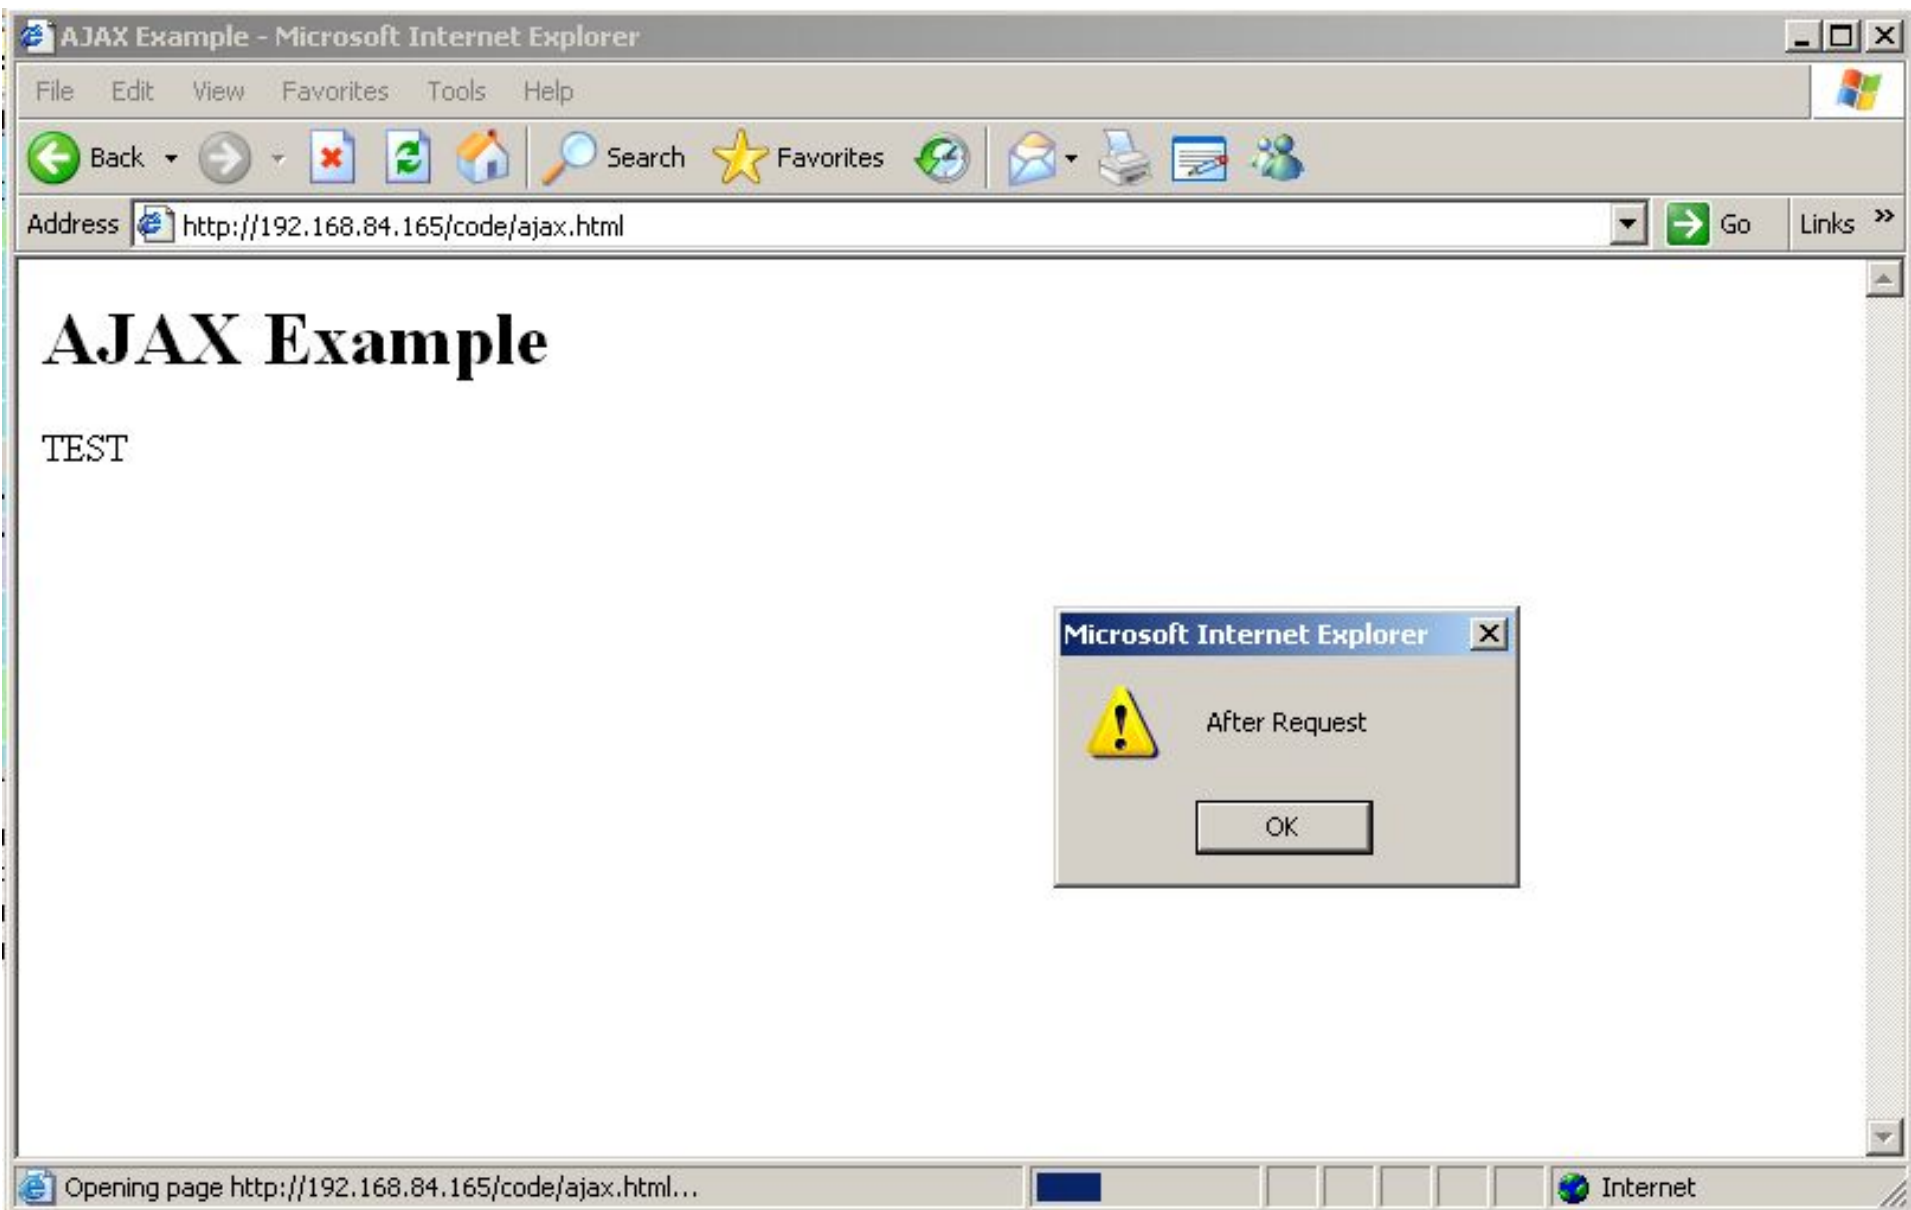 AJAX Example - Microsoft Internet Explorer
File Edit View Favorites Tools Help
Back Search Favorites
Address http://192.168.84.165/code/ajax.html Go Links »
AJAX Example
TEST
Microsoft Internet Explorer
After Request
OK
Opening page http://192.168.84.165/code/ajax.html... Internet